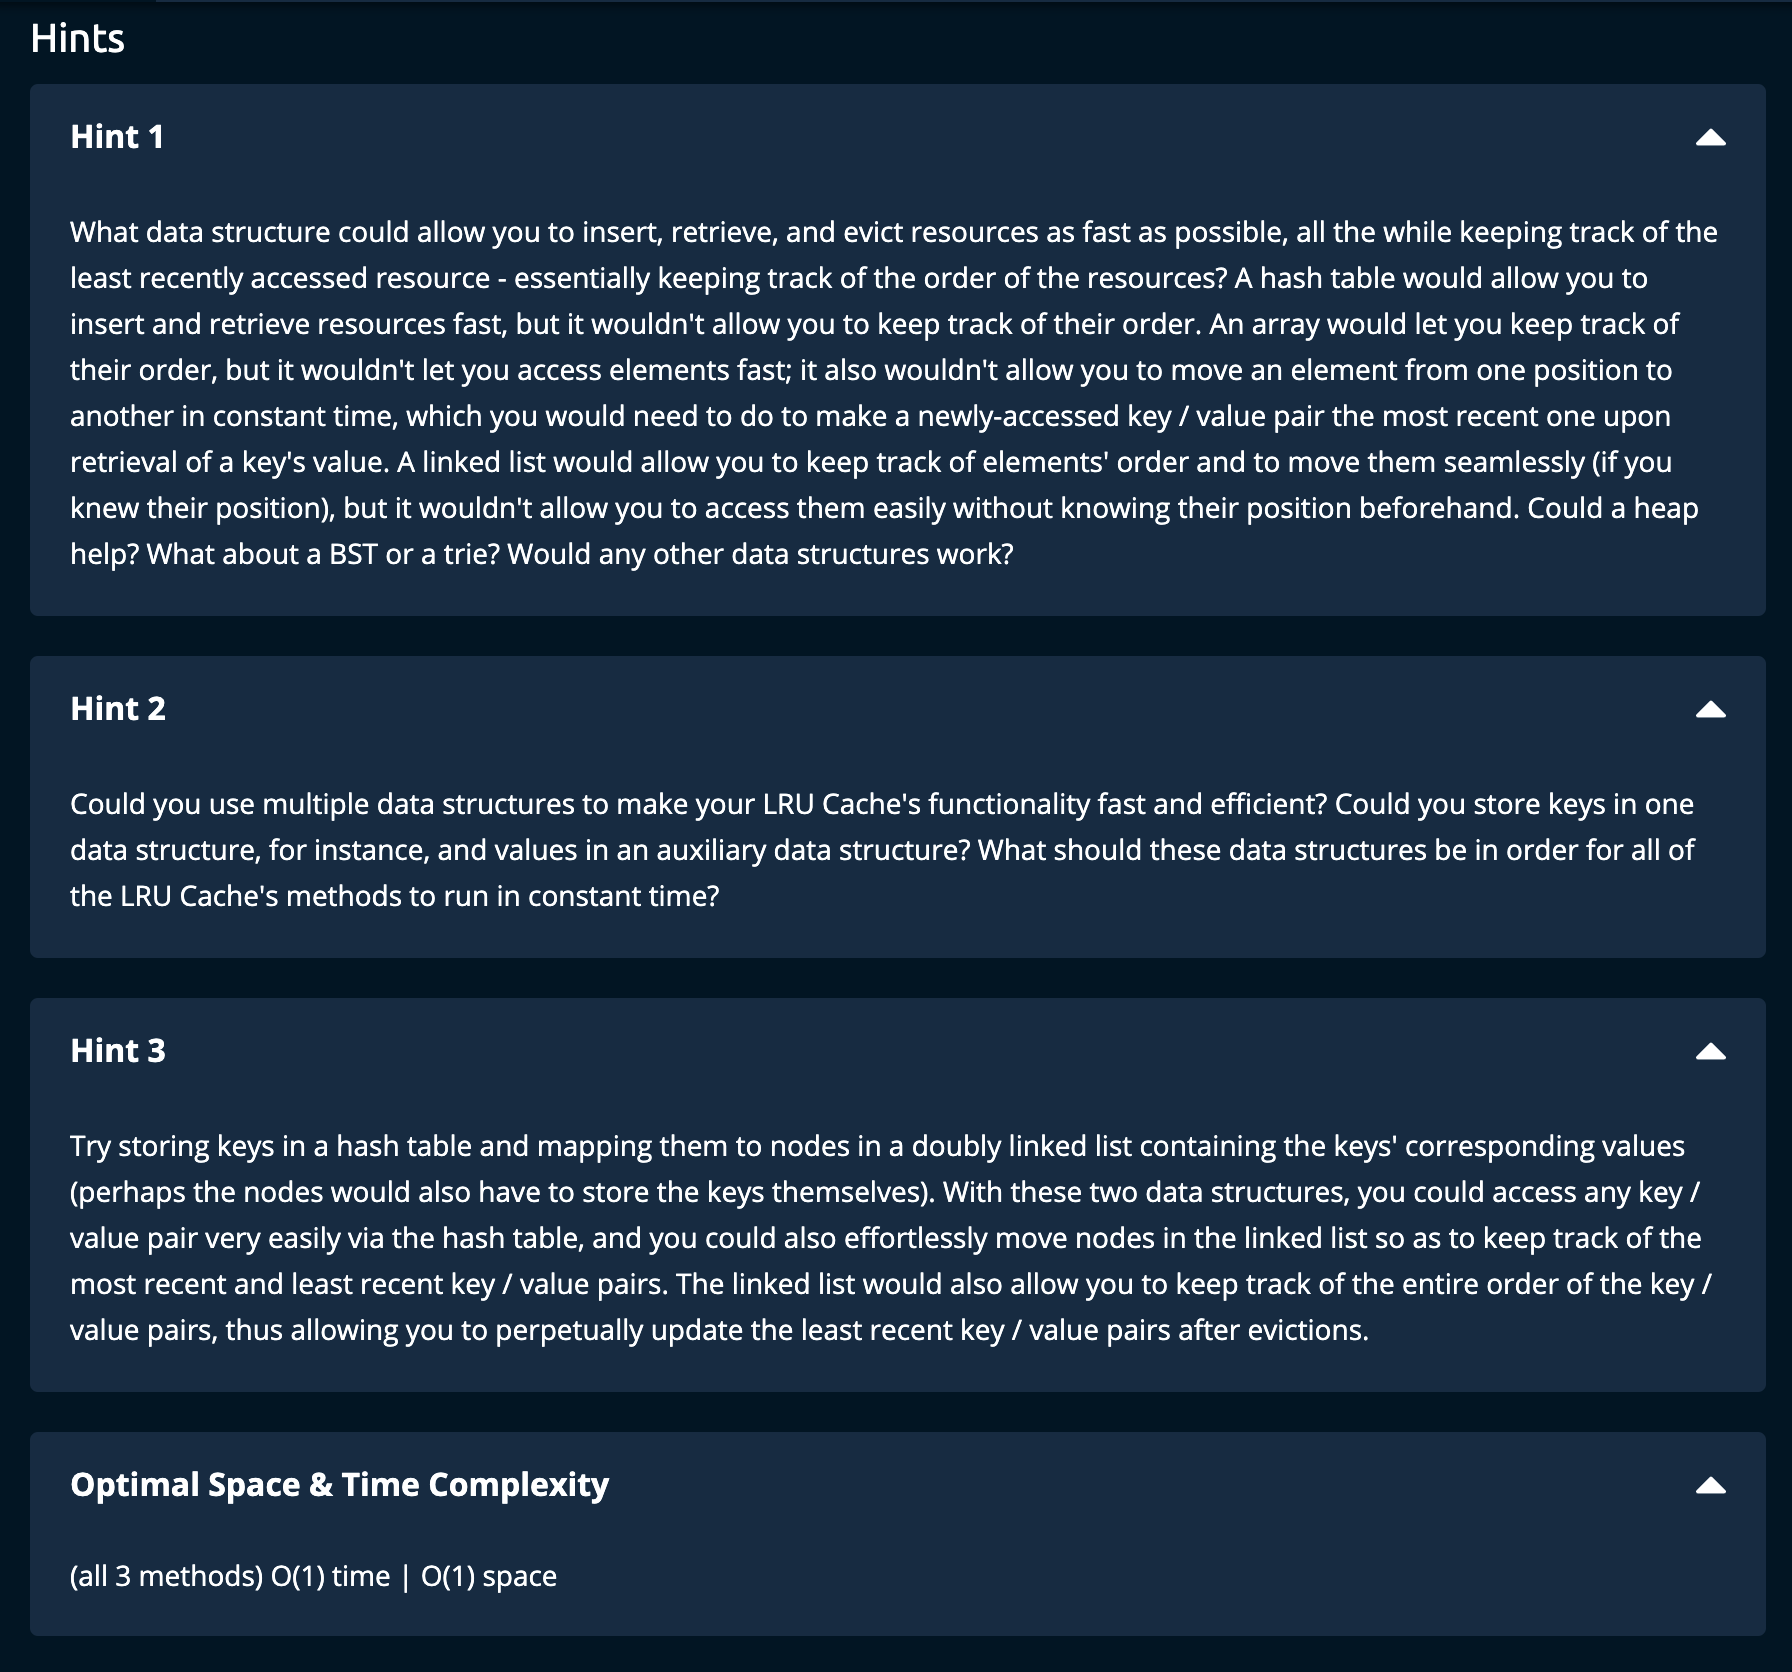 Hints
Hint 1
What data structure could allow you to insert, retrieve, and evict resources as fast as possible, all the while keeping track of the
least recently accessed resource - essentially keeping track of the order of the resources? A hash table would allow you to
insert and retrieve resources fast, but it wouldn't allow you to keep track of their order. An array would let you keep track of
their order, but it wouldn't let you access elements fast; it also wouldn't allow you to move an element from one position to
another in constant time, which you would need to do to make a newly-accessed key / value pair the most recent one upon
retrieval of a key's value. A linked list would allow you to keep track of elements' order and to move them seamlessly (if you
knew their position), but it wouldn't allow you to access them easily without knowing their position beforehand. Could a heap
help? What about a BST or a trie? Would any other data structures work?
Hint 2
Could you use multiple data structures to make your LRU Cache's functionality fast and efficient? Could you store keys in one
data structure, for instance, and values in an auxiliary data structure? What should these data structures be in order for all of
the LRU Cache's methods to run in constant time?
Hint 3
Try storing keys in a hash table and mapping them to nodes in a doubly linked list containing the keys' corresponding values
(perhaps the nodes would also have to store the keys themselves). With these two data structures, you could access any key /
value pair very easily via the hash table, and you could also effortlessly move nodes in the linked list so as to keep track of the
most recent and least recent key / value pairs. The linked list would also allow you to keep track of the entire order of the key /
value pairs, thus allowing you to perpetually update the least recent key / value pairs after evictions.
Optimal Space & Time Complexity
(all 3 methods) O(1) time | O(1) space